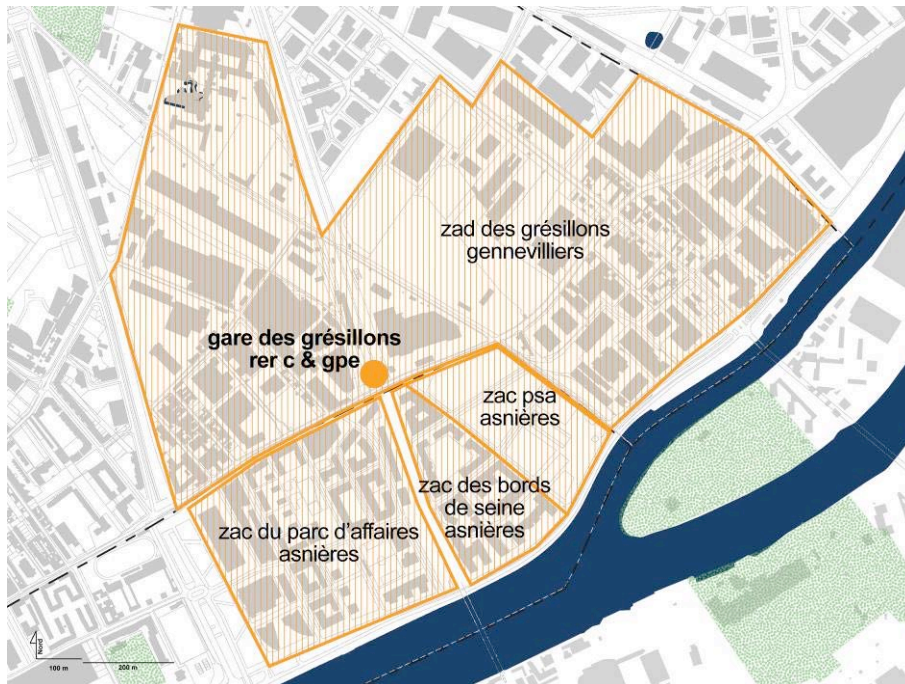 zad des grésillons
gennevilliers
gare des grésillons
rer c & gpe
zac psa
asnières
zac des bords
de seine
asnières
zac du parc d'affaires
asnières
Nord
100 m
200 m